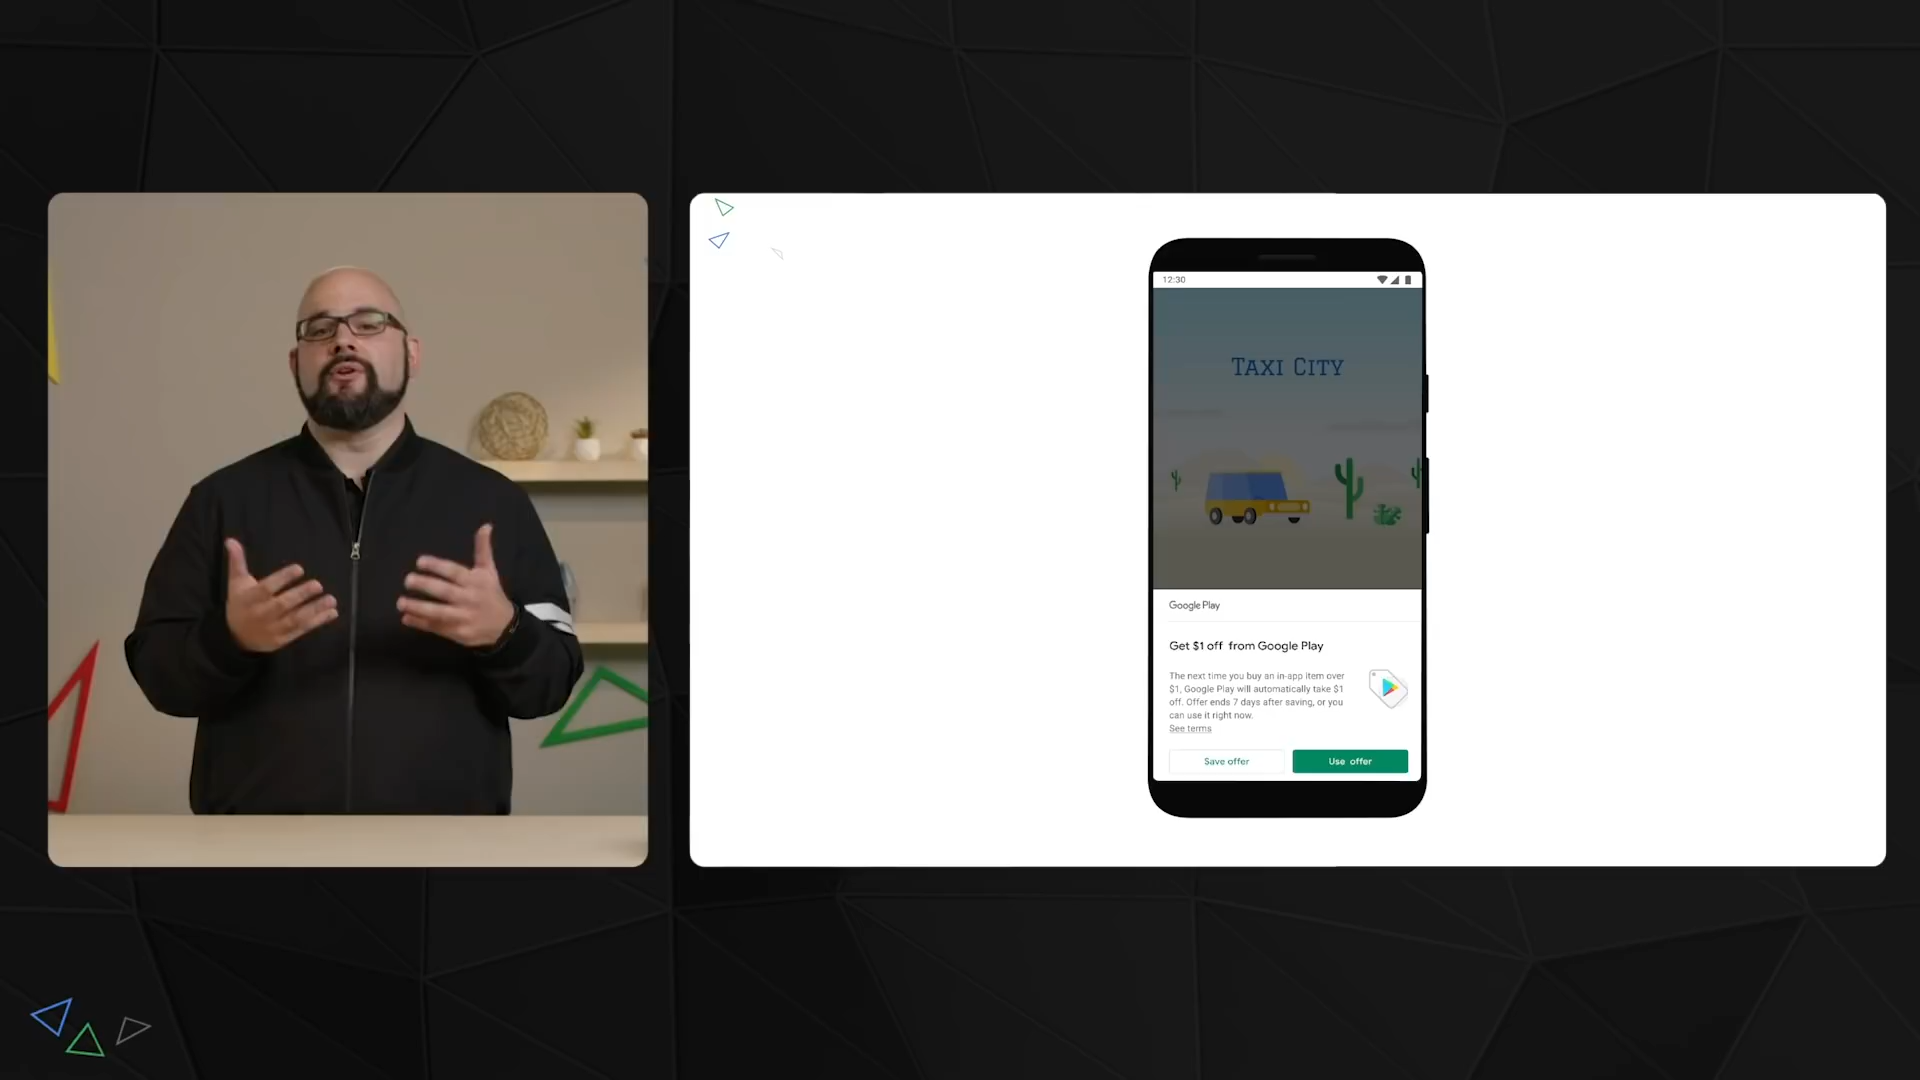 12:30
TAXI CITY
Google Play
Get $1 off from Google Play
The next time you buy an in-app item over
$1, Google Play will automatically take $1
off. Offer ends 7 days after saving, or you
can use it right now.
See terms
Save offer
Use offer